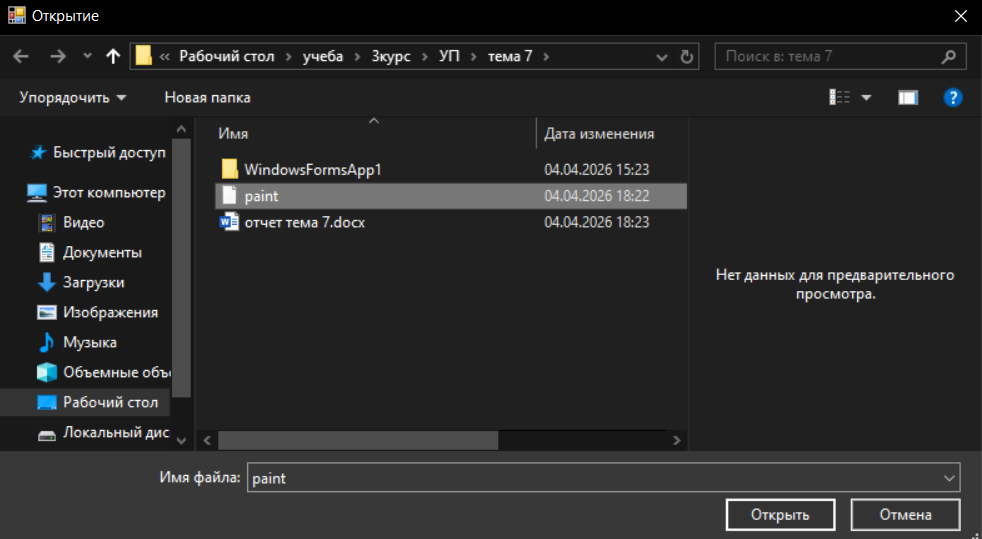 Открытие
« Рабочий стол › учеба › 3курс › УП › тема 7 ›
Поиск в: тема 7
Упорядочить
Новая папка
Имя
Дата изменения
Быстрый доступ
Этот компьютер
Видео
Документы
Загрузки
Изображения
Музыка
Объемные объ
Рабочий стол
Локальный дис
WindowsFormsApp1 04.04.2026 15:23
paint 04.04.2026 18:22
отчет тема 7.docx 04.04.2026 18:23
Нет данных для предварительного
просмотра.
Имя файла: paint
Открыть
Отмена